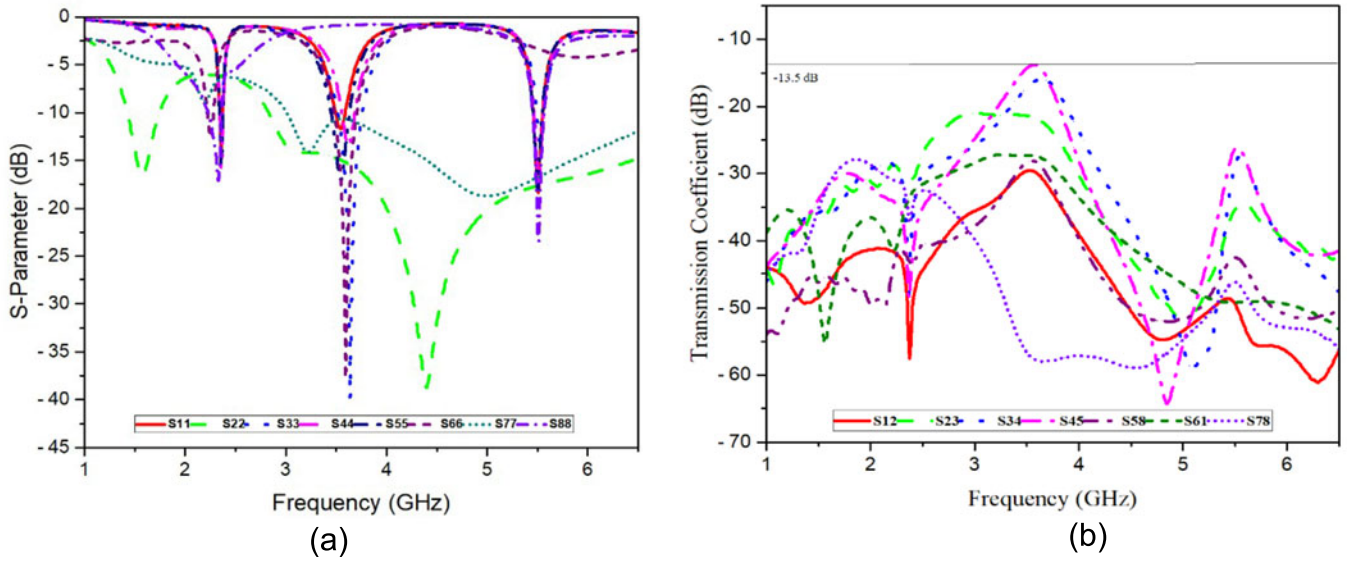 0
- 5
- 10
- 15
- 20
- 25
- 30
- 35
- 40
- 45
S-Parameter (dB)
S11 S22 S33 S44 S55 S66 S77 S88
1 2 3 4 5 6
Frequency (GHz)
(a)
- 10
- 20
- 30
- 40
- 50
- 60
- 70
Transmission Coefficient (dB)
-13.5 dB
S12 S23 S34 S45 S58 S61 S78
1 2 3 4 5 6
Frequency (GHz)
(b)